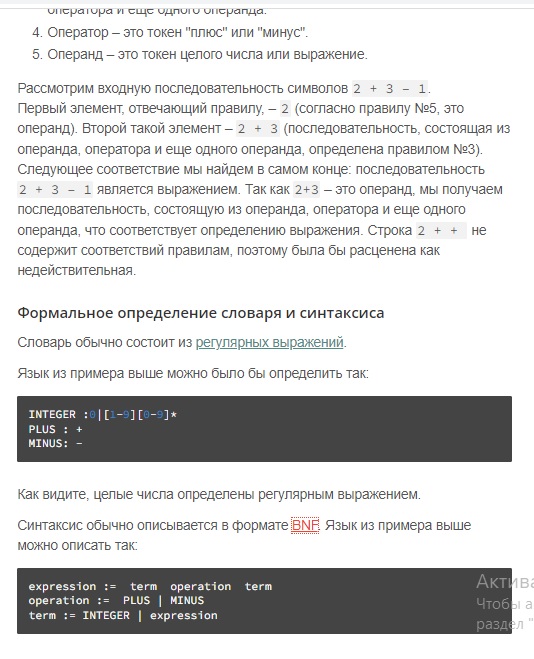 оператора и еще одного операнда.
4. Оператор – это токен "плюс" или "минус".
5. Операнд – это токен целого числа или выражение.
Рассмотрим входную последовательность символов 2 + 3 – 1.
Первый элемент, отвечающий правилу, – 2 (согласно правилу №5, это
операнд). Второй такой элемент – 2 + 3 (последовательность, состоящая из
операнда, оператора и еще одного операнда, определена правилом №3).
Следующее соответствие мы найдем в самом конце: последовательность
2 + 3 – 1 является выражением. Так как 2+3 – это операнд, мы получаем
последовательность, состоящую из операнда, оператора и еще одного
операнда, что соответствует определению выражения. Строка 2 + + не
содержит соответствий правилам, поэтому была бы расценена как
недействительная.
Формальное определение словаря и синтаксиса
Словарь обычно состоит из регулярных выражений.
Язык из примера выше можно было бы определить так:
INTEGER :0|[1-9][0-9]*
PLUS : +
MINUS: -
Как видите, целые числа определены регулярным выражением.
Синтаксис обычно описывается в формате BNF. Язык из примера выше
можно описать так:
expression := term operation term
operation := PLUS | MINUS
term := INTEGER | expression
Актива
Чтобы а
раздел "